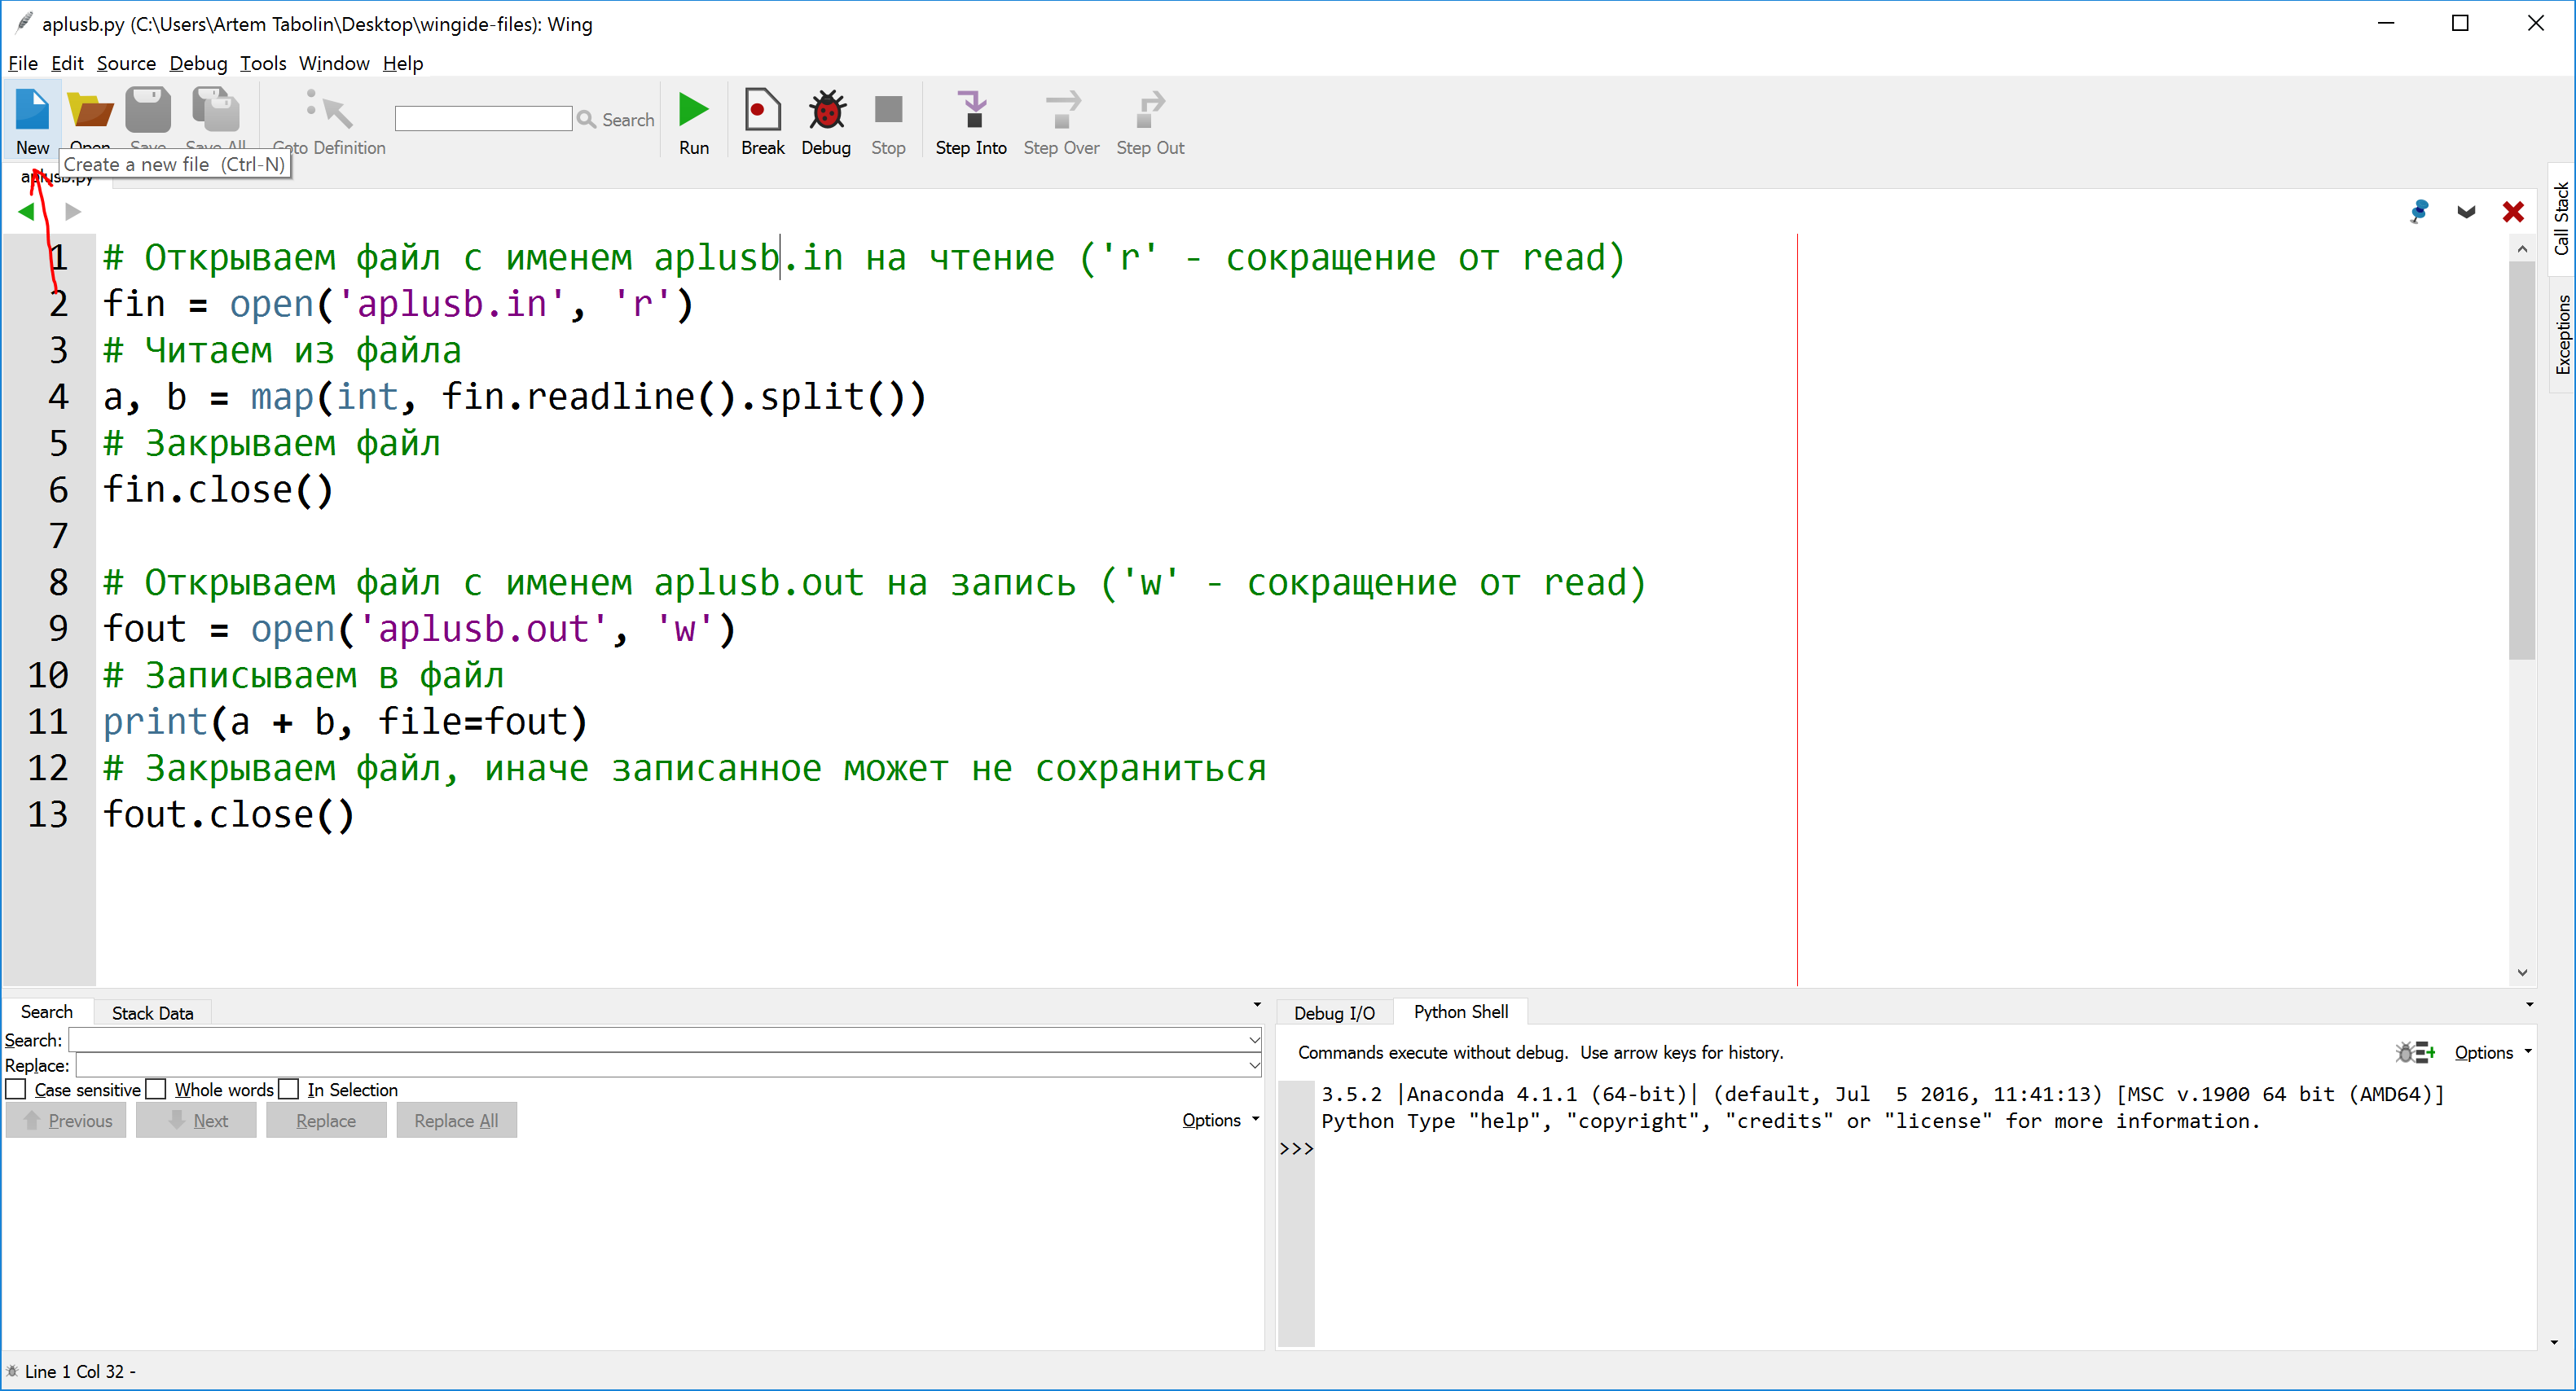 aplusb.py (C:\Users\Artem Tabolin\Desktop\wingide-files): Wing
File Edit Source Debug Tools Window Help
New Open Save Save All Goto Definition Search Run Break Debug Stop Step Into Step Over Step Out
Create a new file (Ctrl-N)
aplusb.py
Call Stack
Exceptions
1 # Открываем файл с именем aplusb.in на чтение ('r' - сокращение от read)
2 fin = open('aplusb.in', 'r')
3 # Читаем из файла
4 a, b = map(int, fin.readline().split())
5 # Закрываем файл
6 fin.close()
7
8 # Открываем файл с именем aplusb.out на запись ('w' - сокращение от read)
9 fout = open('aplusb.out', 'w')
10 # Записываем в файл
11 print(a + b, file=fout)
12 # Закрываем файл, иначе записанное может не сохраниться
13 fout.close()
Search Stack Data
Search:
Replace:
Case sensitive Whole words In Selection
Previous Next Replace Replace All Options
Debug I/O Python Shell
Commands execute without debug. Use arrow keys for history. Options
3.5.2 |Anaconda 4.1.1 (64-bit)| (default, Jul  5 2016, 11:41:13) [MSC v.1900 64 bit (AMD64)]
Python Type "help", "copyright", "credits" or "license" for more information.
>>>
Line 1 Col 32 -